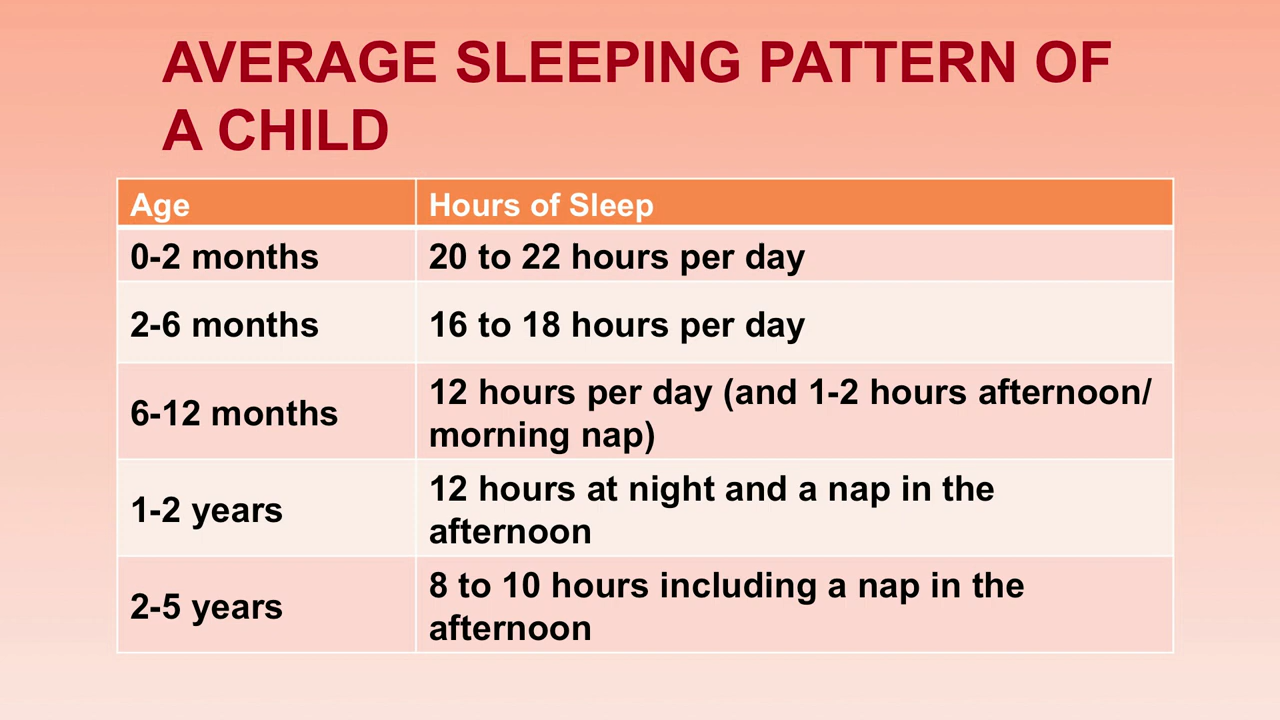 AVERAGE SLEEPING PATTERN OF
A CHILD
Age
Hours of Sleep
0-2 months
20 to 22 hours per day
2-6 months
16 to 18 hours per day
6-12 months
12 hours per day (and 1-2 hours afternoon/
morning nap)
1-2 years
12 hours at night and a nap in the
afternoon
2-5 years
8 to 10 hours including a nap in the
afternoon